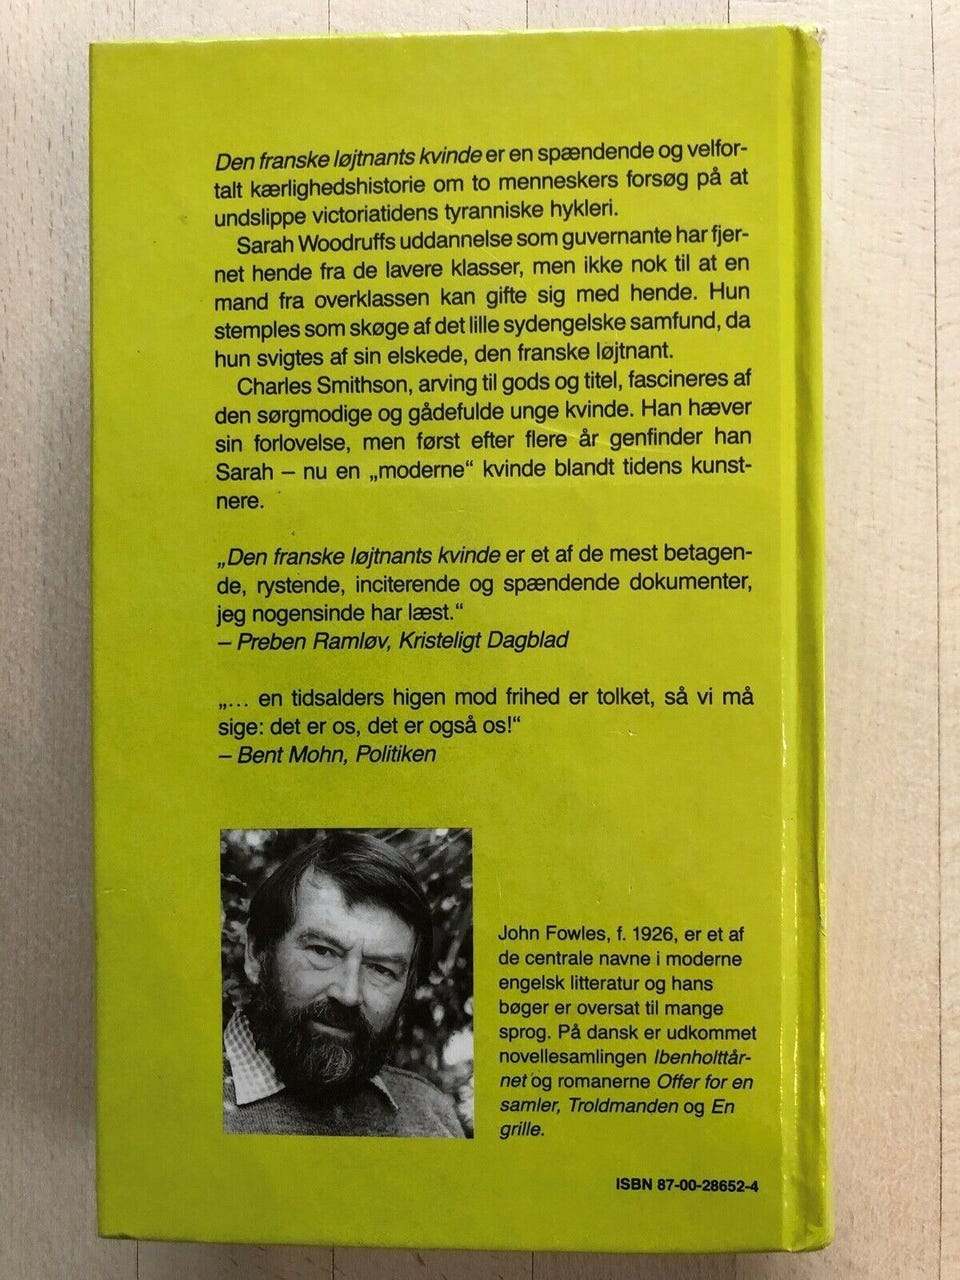 Den franske løjtnants kvinde er en spændende og velfor-
talt kærlighedshistorie om to menneskers forsøg på at
undslippe victoriatidens tyranniske hykleri.
Sarah Woodruffs uddannelse som guvernante har fjer-
net hende fra de lavere klasser, men ikke nok til at en
mand fra overklassen kan gifte sig med hende. Hun
stemples som skøge af det lille sydengelske samfund, da
hun svigtes af sin elskede, den franske løjtnant.
Charles Smithson, arving til gods og titel, fascineres af
den sørgmodige og gådefulde unge kvinde. Han hæver
sin forlovelse, men først efter flere år genfinder han
Sarah – nu en „moderne“ kvinde blandt tidens kunst-
nere.
„Den franske løjtnants kvinde er et af de mest betagen-
de, rystende, inciterende og spændende dokumenter,
jeg nogensinde har læst.“
– Preben Ramløv, Kristeligt Dagblad
„... en tidsalders higen mod frihed er tolket, så vi må
sige: det er os, det er også os!“
– Bent Mohn, Politiken
John Fowles, f. 1926, er et af
de centrale navne i moderne
engelsk litteratur og hans
bøger er oversat til mange
sprog. På dansk er udkommet
novellesamlingen Ibenholttår-
net og romanerne Offer for en
samler, Troldmanden og En
grille.
ISBN 87-00-28652-4